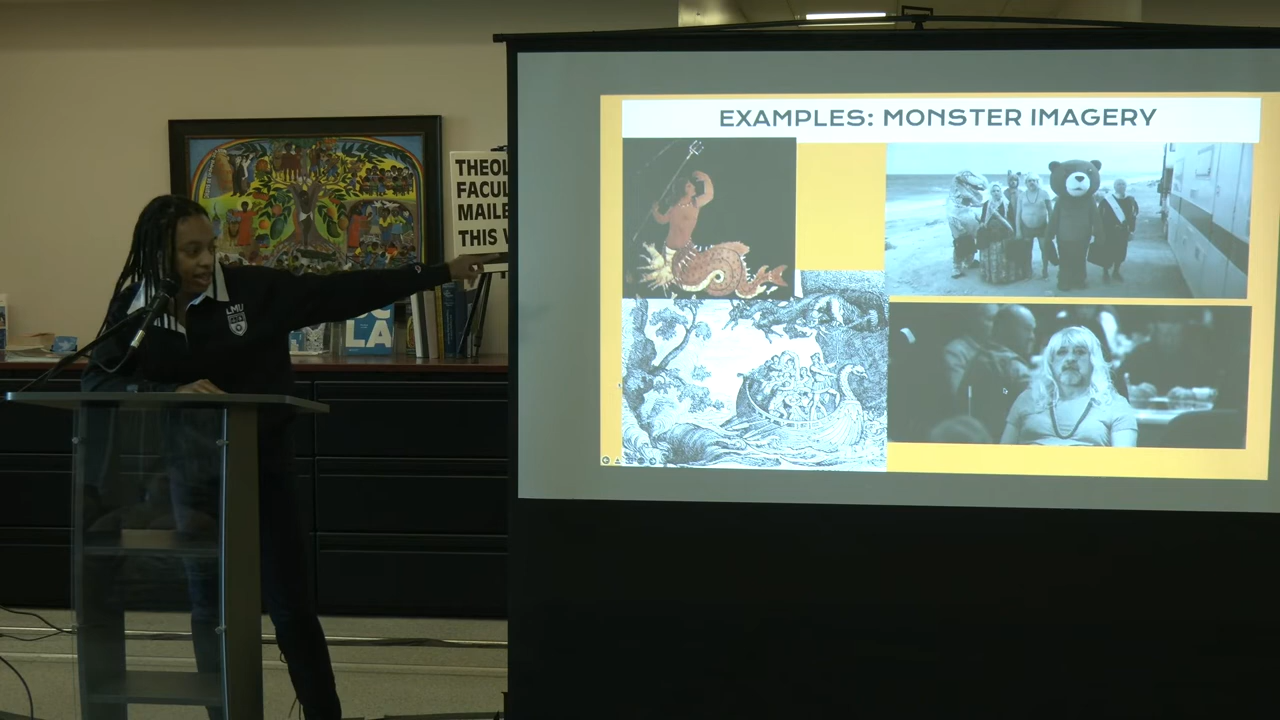 EXAMPLES: MONSTER IMAGERY
THEOL
FACUL
MAILE
THIS
LMU
LA